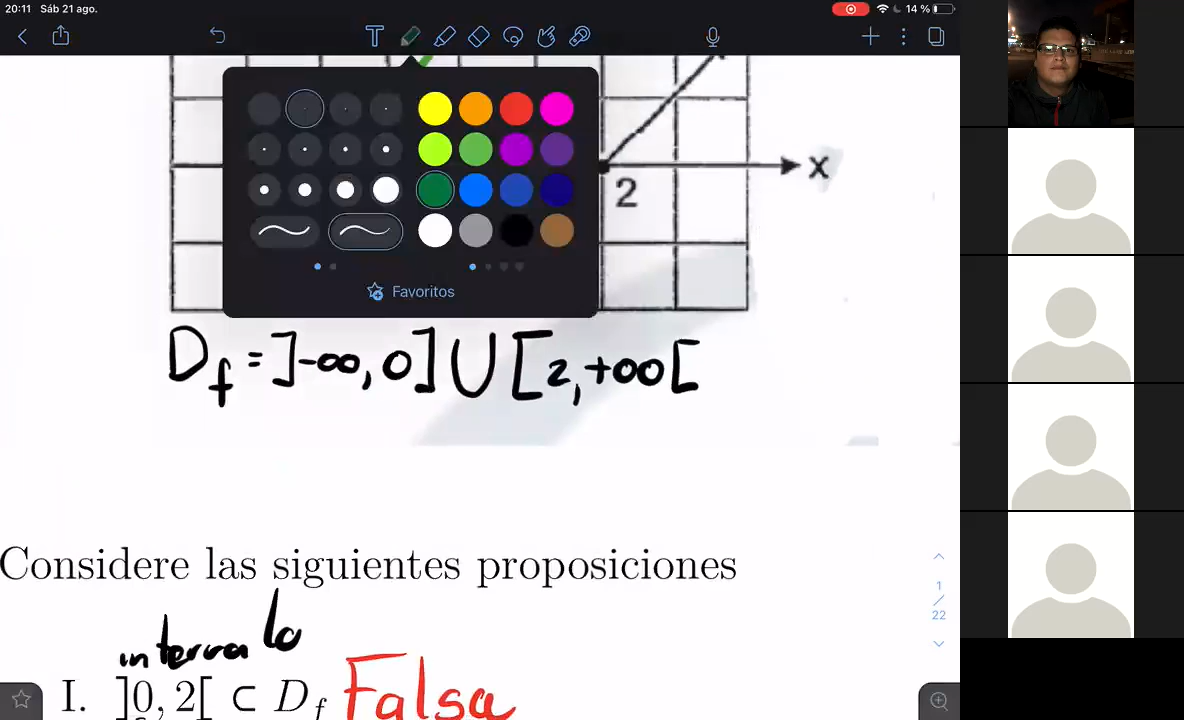 20:11 Sáb 21 ago. 14 %
T
x
2
Favoritos
D_f = ]-∞, 0] ∪ [2, +∞[
Considere las siguientes proposiciones
1
/
22
intervalo
I. ]0, 2[ ⊂ D_f Falsa